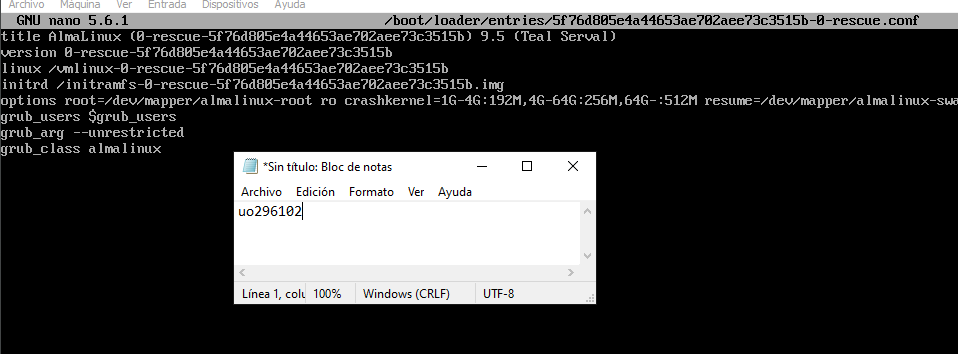 Archivo Máquina Ver Entrada Dispositivos Ayuda
GNU nano 5.6.1 /boot/loader/entries/5f76d805e4a44653ae702aee73c3515b-0-rescue.conf
title AlmaLinux (0-rescue-5f76d805e4a44653ae702aee73c3515b) 9.5 (Teal Serval)
version 0-rescue-5f76d805e4a44653ae702aee73c3515b
linux /vmlinux-0-rescue-5f76d805e4a44653ae702aee73c3515b
initrd /initramfs-0-rescue-5f76d805e4a44653ae702aee73c3515b.img
options root=/dev/mapper/almalinux-root ro crashkernel=1G-4G:192M,4G-64G:256M,64G-:512M resume=/dev/mapper/almalinux-swa
grub_users $grub_users
grub_arg --unrestricted
grub_class almalinux
*Sin título: Bloc de notas
Archivo Edición Formato Ver Ayuda
uo296102
Línea 1, colu 100% Windows (CRLF) UTF-8